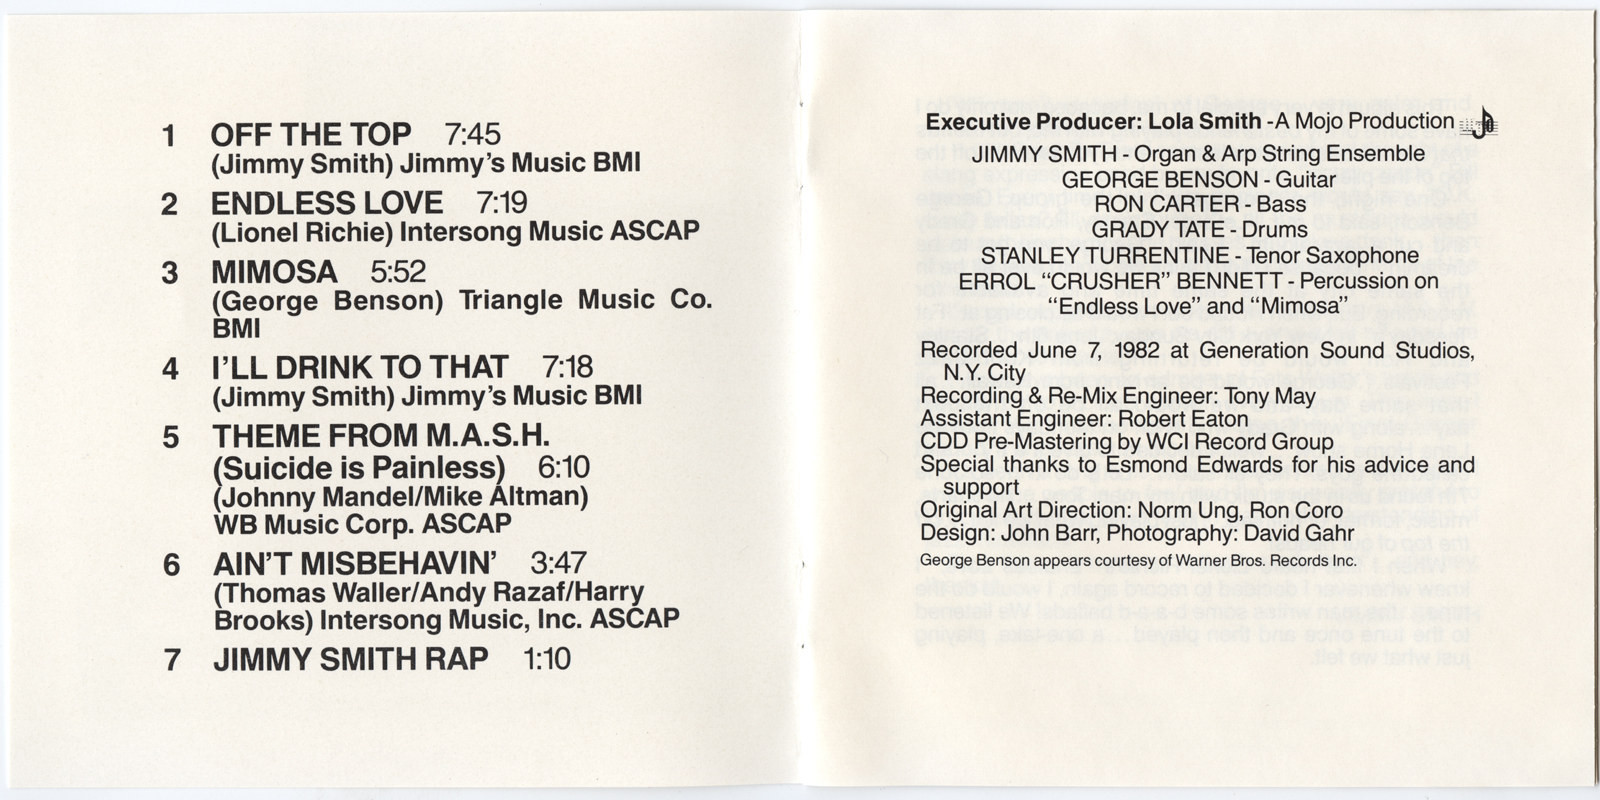 1 OFF THE TOP 7:45
(Jimmy Smith) Jimmy's Music BMI
2 ENDLESS LOVE 7:19
(Lionel Richie) Intersong Music ASCAP
3 MIMOSA 5:52
(George Benson) Triangle Music Co.
BMI
4 I'LL DRINK TO THAT 7:18
(Jimmy Smith) Jimmy's Music BMI
5 THEME FROM M.A.S.H.
(Suicide is Painless) 6:10
(Johnny Mandel/Mike Altman)
WB Music Corp. ASCAP
6 AIN'T MISBEHAVIN' 3:47
(Thomas Waller/Andy Razaf/Harry
Brooks) Intersong Music, Inc. ASCAP
7 JIMMY SMITH RAP 1:10
Executive Producer: Lola Smith -A Mojo Production
JIMMY SMITH - Organ & Arp String Ensemble
GEORGE BENSON - Guitar
RON CARTER - Bass
GRADY TATE - Drums
STANLEY TURRENTINE - Tenor Saxophone
ERROL "CRUSHER" BENNETT - Percussion on
"Endless Love" and "Mimosa"
Recorded June 7, 1982 at Generation Sound Studios,
N.Y. City
Recording & Re-Mix Engineer: Tony May
Assistant Engineer: Robert Eaton
CDD Pre-Mastering by WCI Record Group
Special thanks to Esmond Edwards for his advice and
support
Original Art Direction: Norm Ung, Ron Coro
Design: John Barr, Photography: David Gahr
George Benson appears courtesy of Warner Bros. Records Inc.